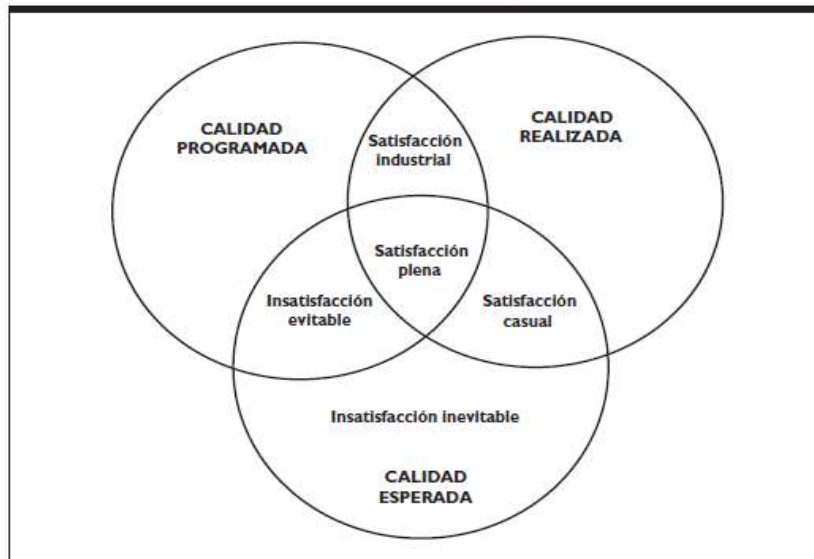 CALIDAD
PROGRAMADA
CALIDAD
REALIZADA
Satisfacción
industrial
Satisfacción
plena
Insatisfacción
evitable
Satisfacción
casual
Insatisfacción inevitable
CALIDAD
ESPERADA